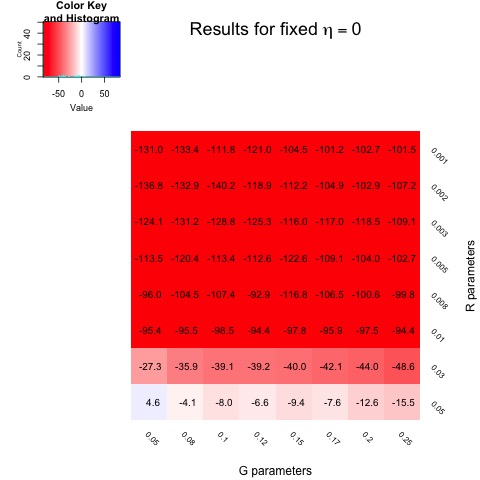 Color Key
and Histogram
Results for fixed η = 0
Count
0 20 40
-50 0 50
Value
-131.0 -133.4 -111.8 -121.0 -104.5 -101.2 -102.7 -101.5 0.001
-136.8 -132.9 -140.2 -118.9 -112.2 -104.9 -102.9 -107.2 0.002
-124.1 -131.2 -128.8 -125.3 -116.0 -117.0 -118.5 -109.1 0.003
-113.5 -120.4 -113.4 -112.6 -122.6 -109.1 -104.0 -102.7 0.005
-96.0 -104.5 -107.4 -92.9 -116.8 -106.5 -100.6 -99.8 0.008
-95.4 -95.5 -98.5 -94.4 -97.8 -95.9 -97.5 -94.4 0.01
-27.3 -35.9 -39.1 -39.2 -40.0 -42.1 -44.0 -48.6 0.03
4.6 -4.1 -8.0 -6.6 -9.4 -7.6 -12.6 -15.5 0.05
0.05 0.08 0.1 0.12 0.15 0.17 0.2 0.25
R parameters
G parameters